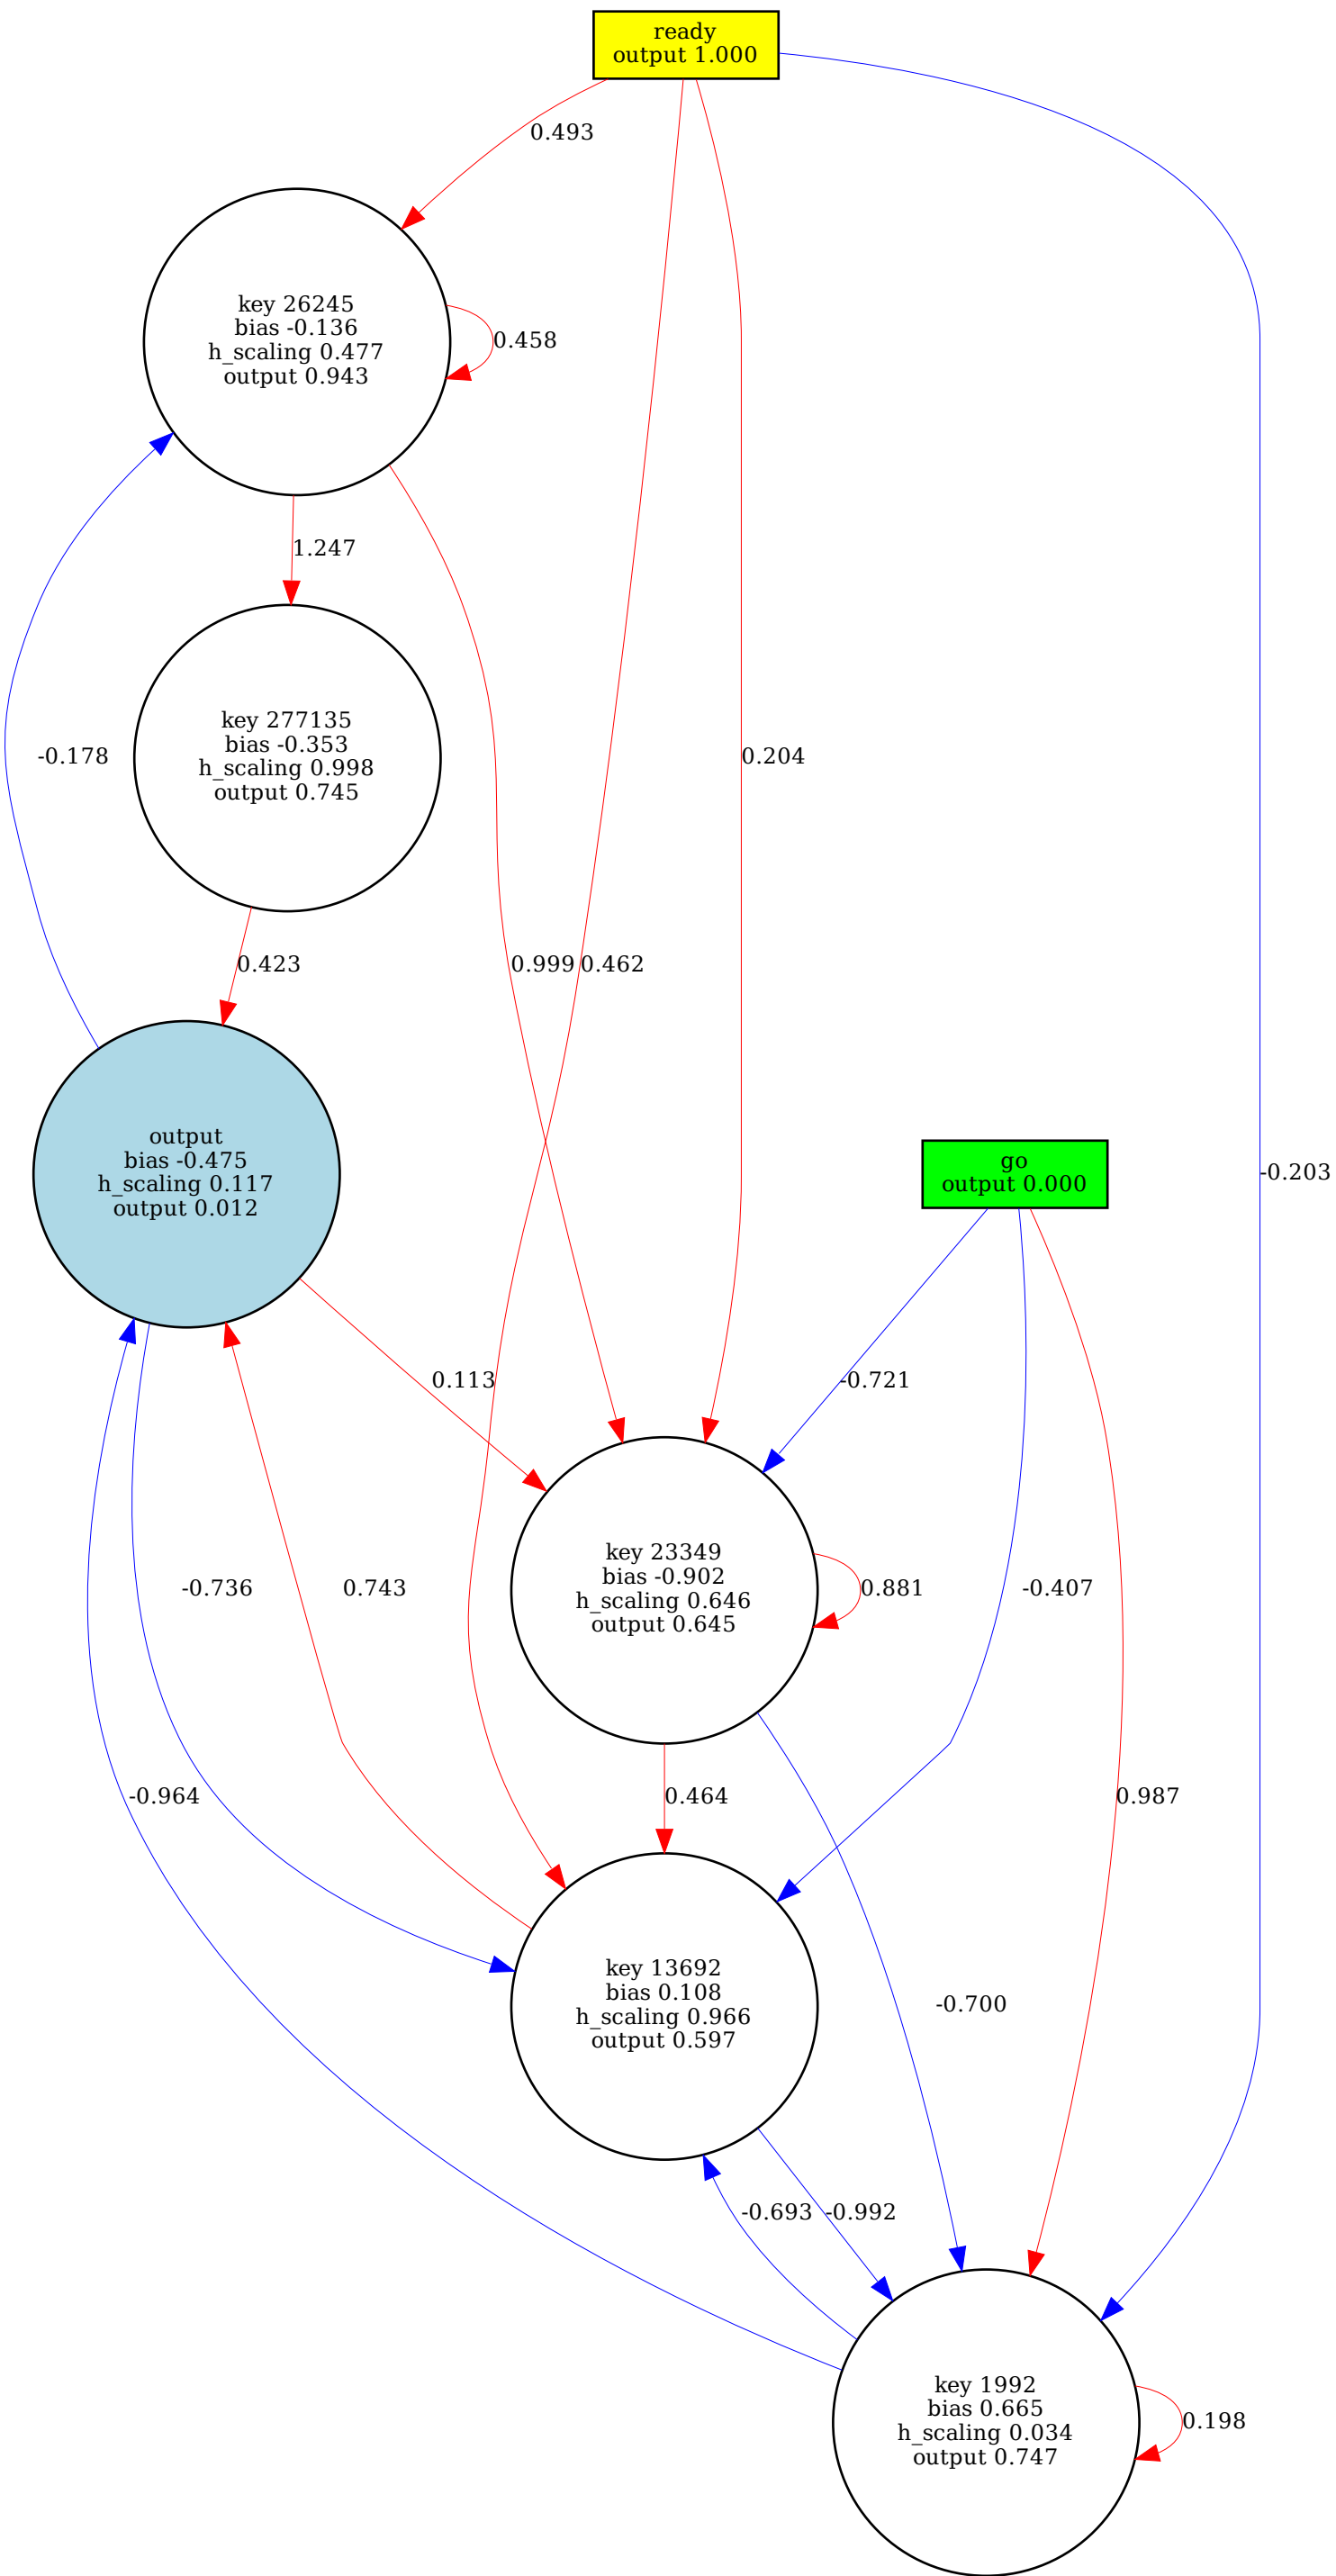 ready
output 1.000
0.493
key 26245
bias -0.136
h_scaling 0.477
output 0.943
0.458
1.247
key 277135
bias -0.353
h_scaling 0.998
output 0.745
-0.178
0.204
0.423
0.999
0.462
output
bias -0.475
h_scaling 0.117
output 0.012
go
output 0.000
-0.203
0.113
-0.721
key 23349
bias -0.902
h_scaling 0.646
output 0.645
-0.736
0.743
0.881
-0.407
-0.964
0.464
0.987
key 13692
bias 0.108
h_scaling 0.966
output 0.597
-0.700
-0.693
-0.992
key 1992
bias 0.665
h_scaling 0.034
output 0.747
0.198